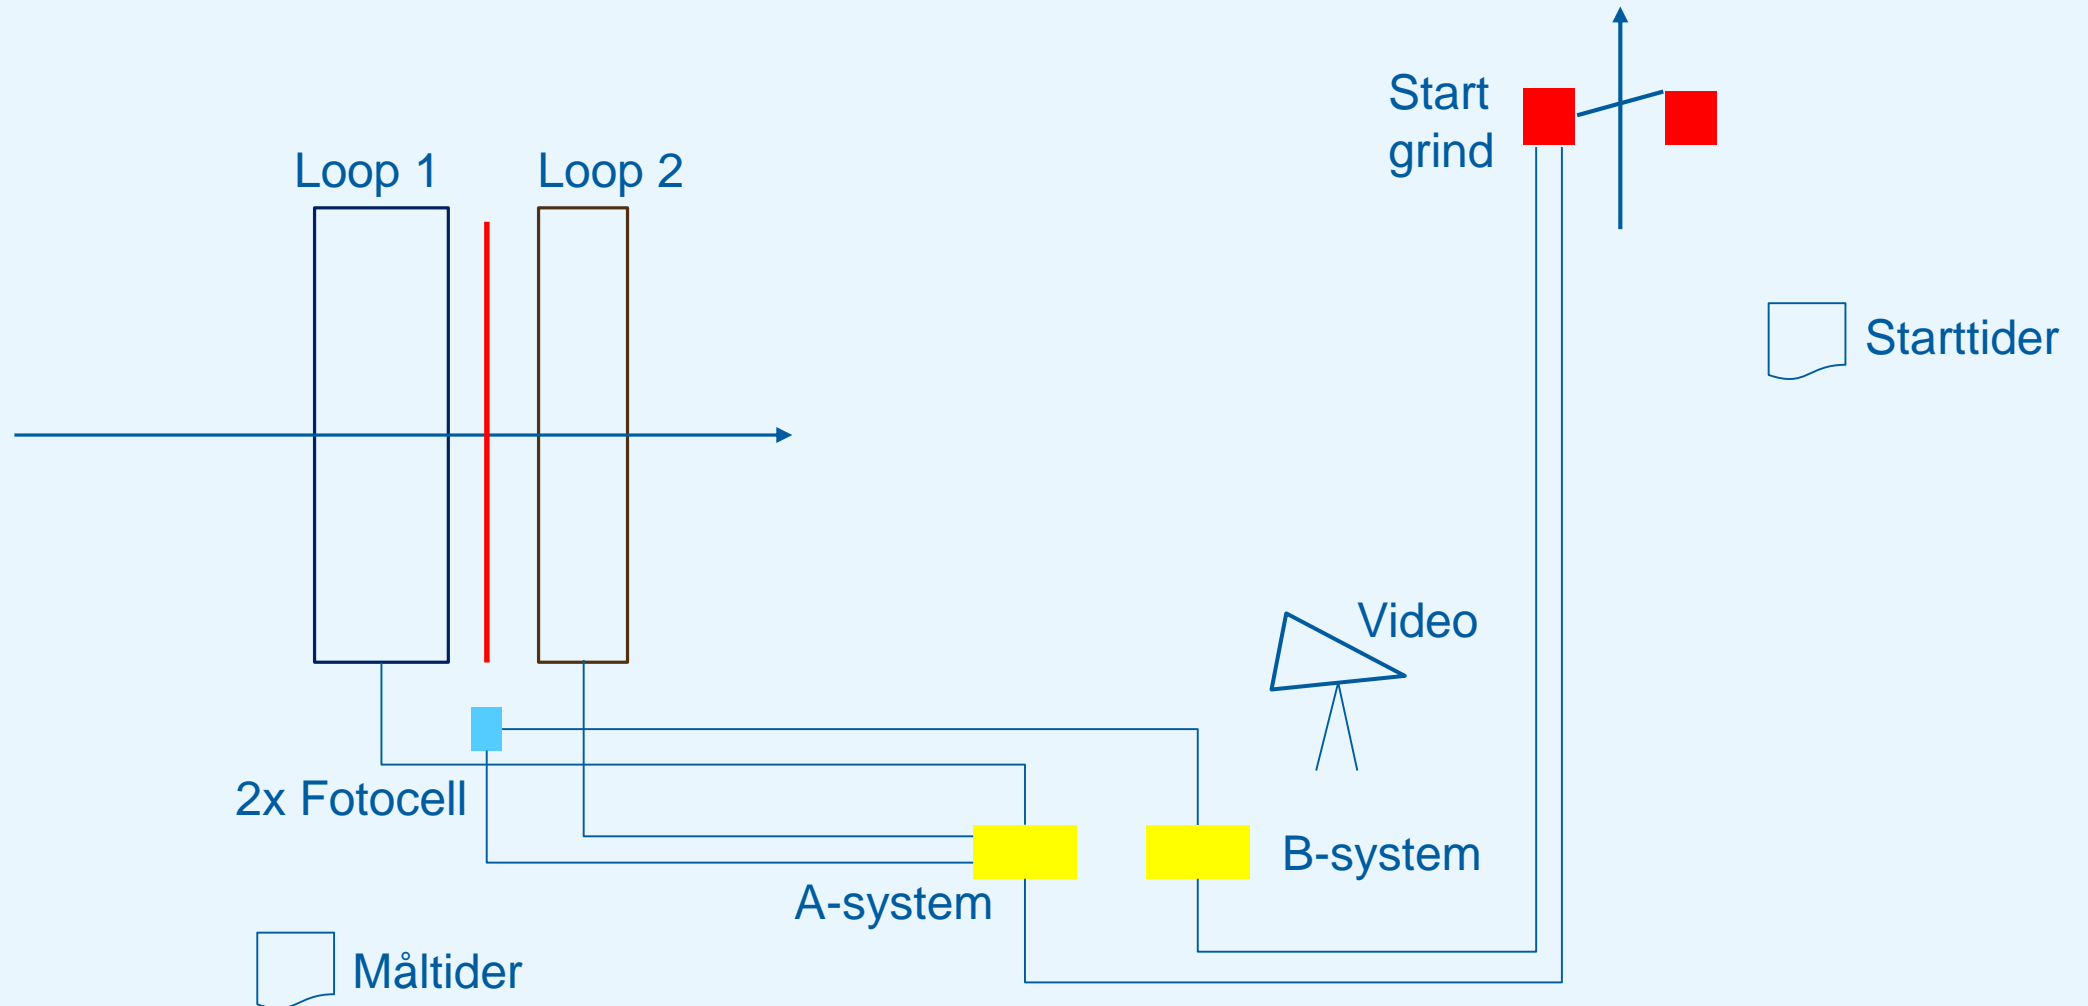 Start
grind
Loop 1
Loop 2
Starttider
Video
2x Fotocell
B-system
A-system
Måltider